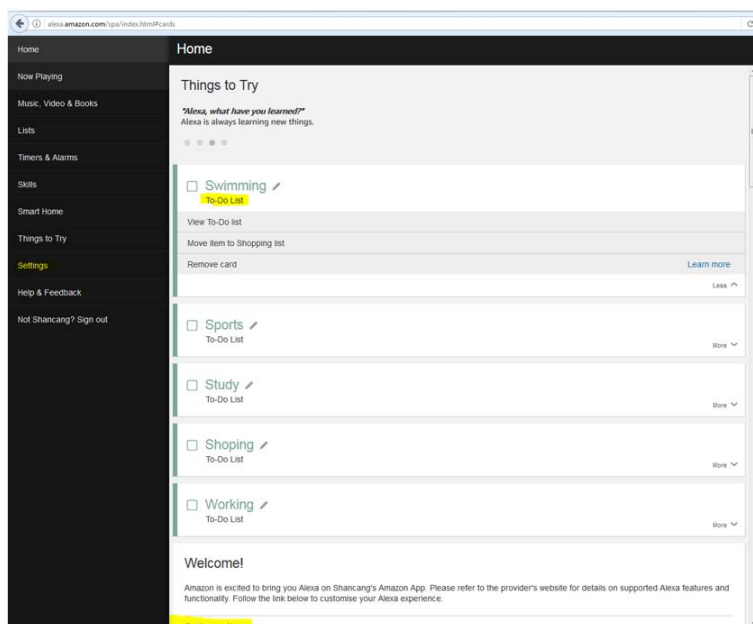 alexa.amazon.com/spa/index.html#cards
Home
Now Playing
Music, Video & Books
Lists
Timers & Alarms
Skills
Smart Home
Things to Try
Settings
Help & Feedback
Not Shancang? Sign out
Home
Things to Try
"Alexa, what have you learned?"
Alexa is always learning new things.
Swimming
To-Do List
View To-Do list
Move item to Shopping list
Remove card Learn more
Less
Sports
To-Do List
More
Study
To-Do List
More
Shoping
To-Do List
More
Working
To-Do List
More
Welcome!
Amazon is excited to bring you Alexa on Shancang's Amazon App. Please refer to the provider's website for details on supported Alexa features and
functionality. Follow the link below to customise your Alexa experience.